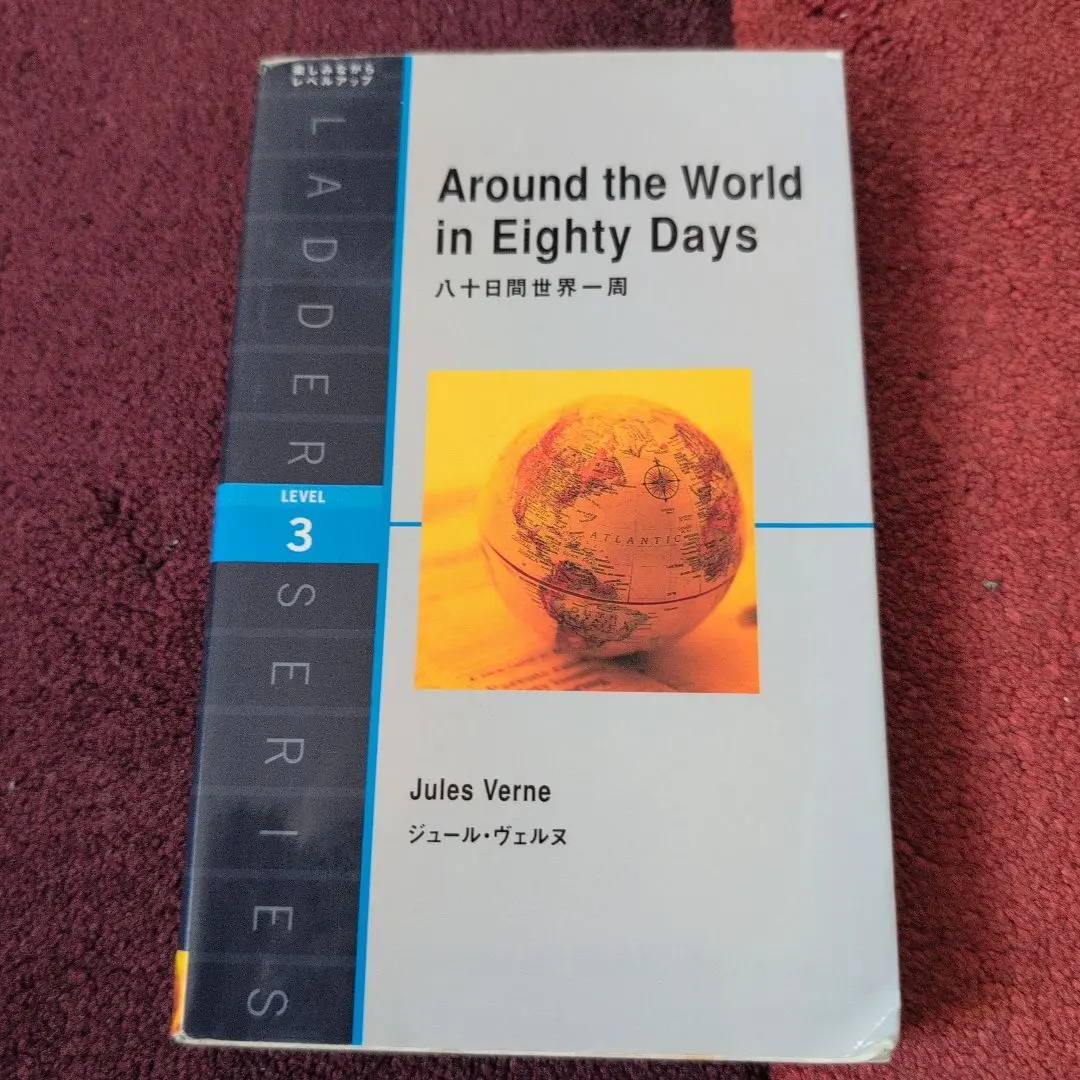 楽しみながら
レベルアップ
LADDER
LEVEL
3
SERIES
Around the World
in Eighty Days
八十日間世界一周
ATLANTIC
Jules Verne
ジュール・ヴェルヌ